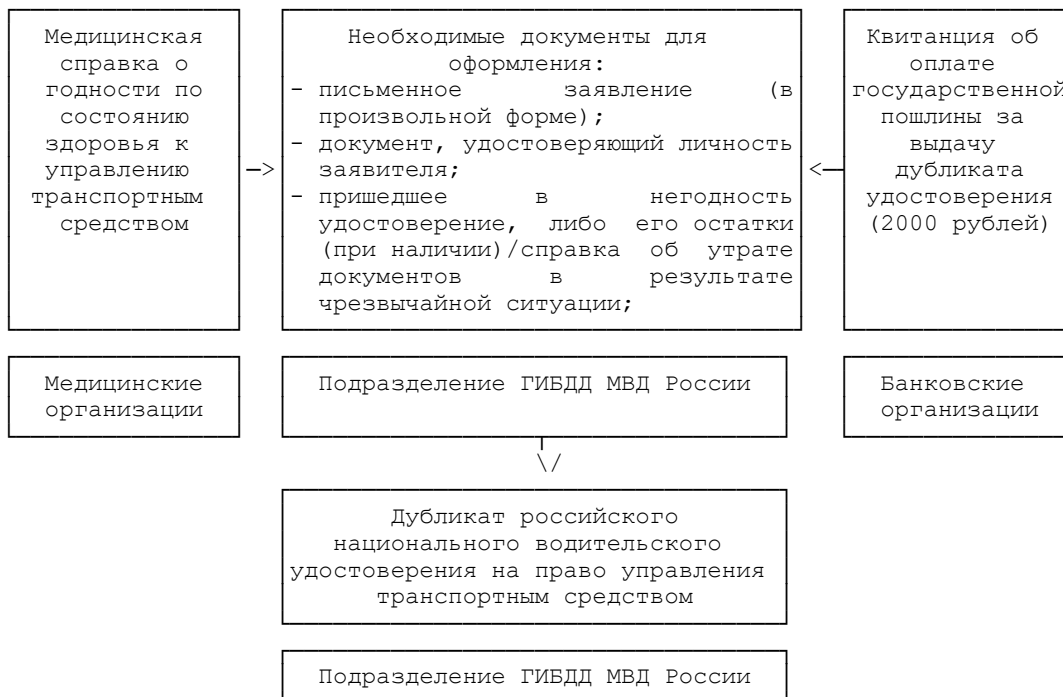 Медицинская
справка о
годности по
состоянию
здоровья к
управлению
транспортным
средством
Необходимые документы для
оформления:
- письменное заявление (в
произвольной форме);
- документ, удостоверяющий личность
заявителя;
- пришедшее в негодность
удостоверение, либо его остатки
(при наличии)/справка об утрате
документов в результате
чрезвычайной ситуации;
Квитанция об
оплате
государственной
пошлины за
выдачу
дубликата
удостоверения
(2000 рублей)
Медицинские
организации
Подразделение ГИБДД МВД России
Банковские
организации
Дубликат российского
национального водительского
удостоверения на право управления
транспортным средством
Подразделение ГИБДД МВД России